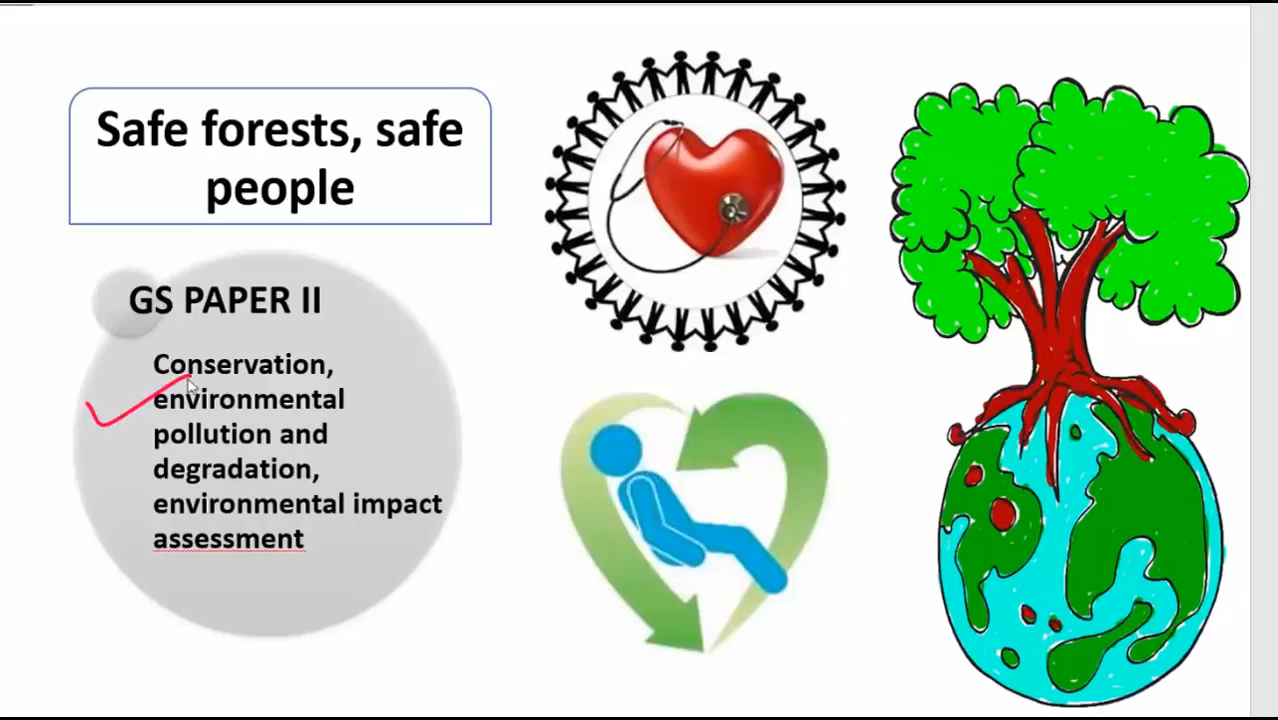 Safe forests, safe
people
GS PAPER II
Conservation,
environmental
pollution and
degradation,
environmental impact
assessment